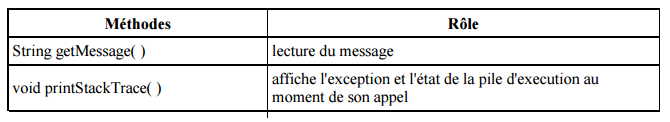 Méthodes Rôle
String getMessage( ) lecture du message
void printStackTrace( ) affiche l'exception et l'état de la pile d'execution au
moment de son appel